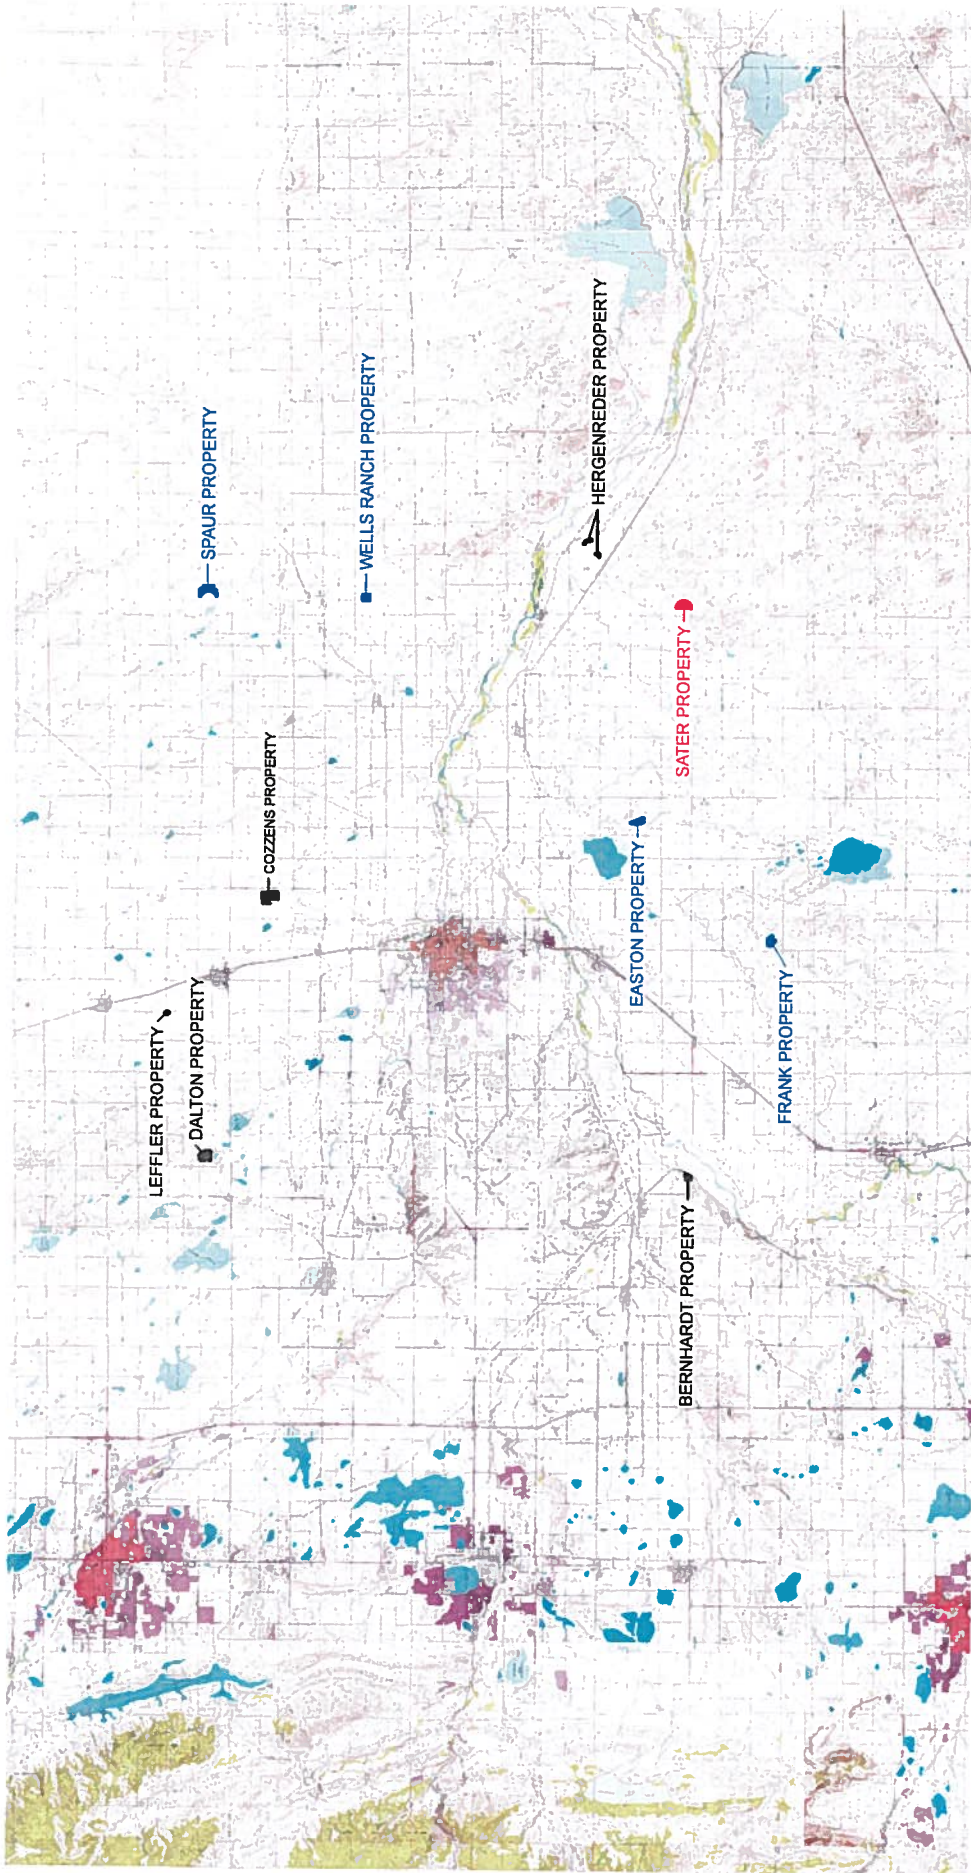 SPAUR PROPERTY
WELLS RANCH PROPERTY
HERGENREDER PROPERTY
SATER PROPERTY
COZZENS PROPERTY
EASTON PROPERTY
FRANK PROPERTY
LEFFLER PROPERTY
DALTON PROPERTY
BERNHARDT PROPERTY